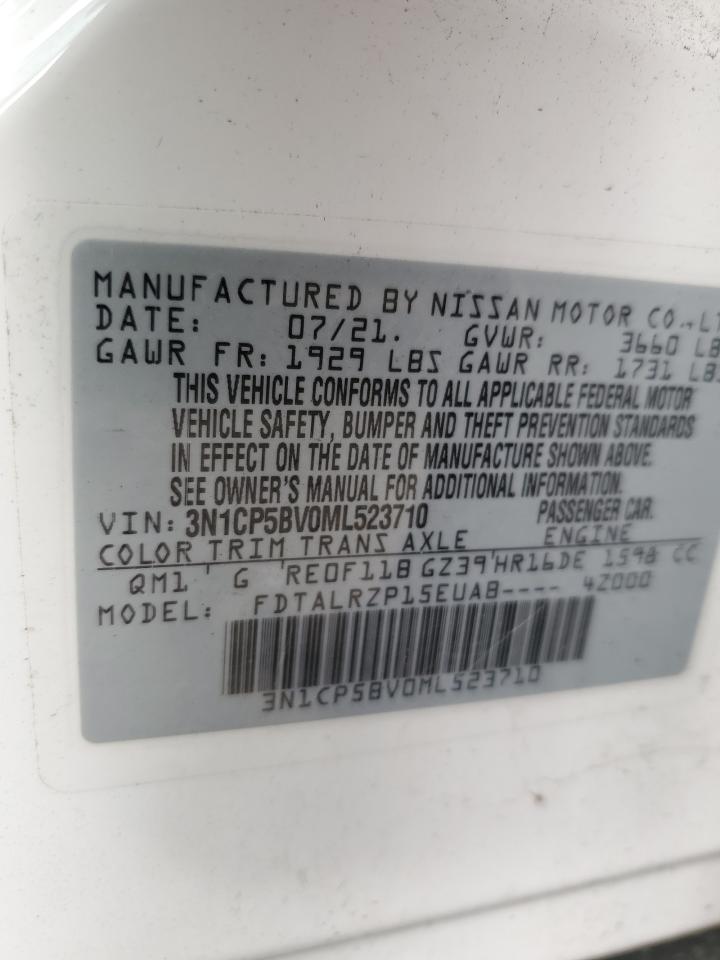 MANUFACTURED BY NISSAN MOTOR CO.,LT
DATE: 07/21. GVWR: 3660 LB
GAWR FR: 1929 LBS GAWR RR: 1731 LBS
THIS VEHICLE CONFORMS TO ALL APPLICABLE FEDERAL MOTOR
VEHICLE SAFETY, BUMPER AND THEFT PREVENTION STANDARDS
IN EFFECT ON THE DATE OF MANUFACTURE SHOWN ABOVE.
SEE OWNER'S MANUAL FOR ADDITIONAL INFORMATION.
VIN: 3N1CP5BV0ML523710 PASSENGER CAR.
COLOR TRIM TRANS AXLE ENGINE
QM1 ' G 'RE0F11B GZ39'HR16DE 1598 CC
MODEL: FDTALRZP15EUAB---- 4Z000
3N1CP5BV0ML523710